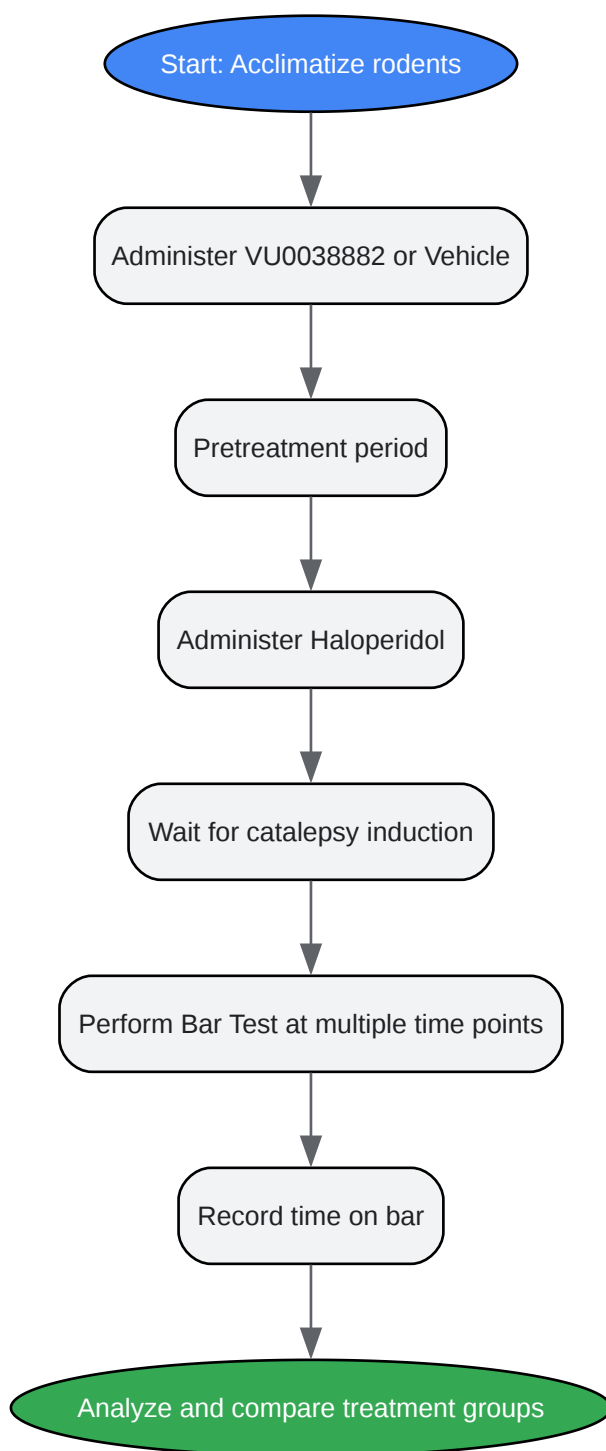 Start: Acclimatize rodents
Administer VU0038882 or Vehicle
Pretreatment period
Administer Haloperidol
Wait for catalepsy induction
Perform Bar Test at multiple time points
Record time on bar
Analyze and compare treatment groups